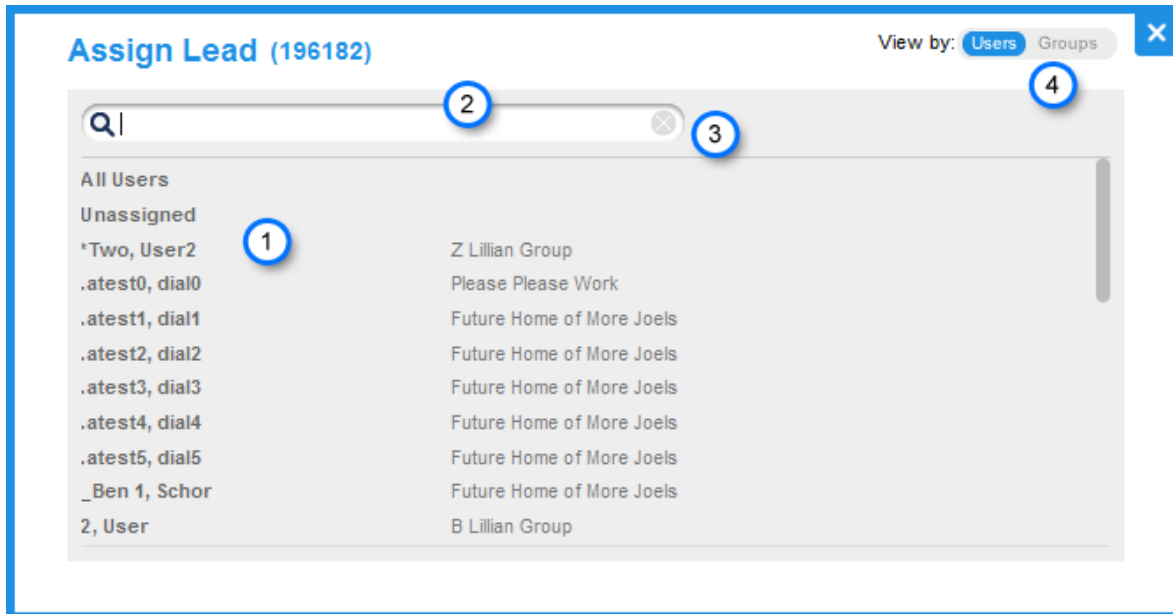 Assign Lead (196182)
View by: Users Groups
4
2
3
All Users
Unassigned
1
*Two, User2 Z Lillian Group
.atest0, dial0 Please Please Work
.atest1, dial1 Future Home of More Joels
.atest2, dial2 Future Home of More Joels
.atest3, dial3 Future Home of More Joels
.atest4, dial4 Future Home of More Joels
.atest5, dial5 Future Home of More Joels
_Ben 1, Schor Future Home of More Joels
2, User B Lillian Group